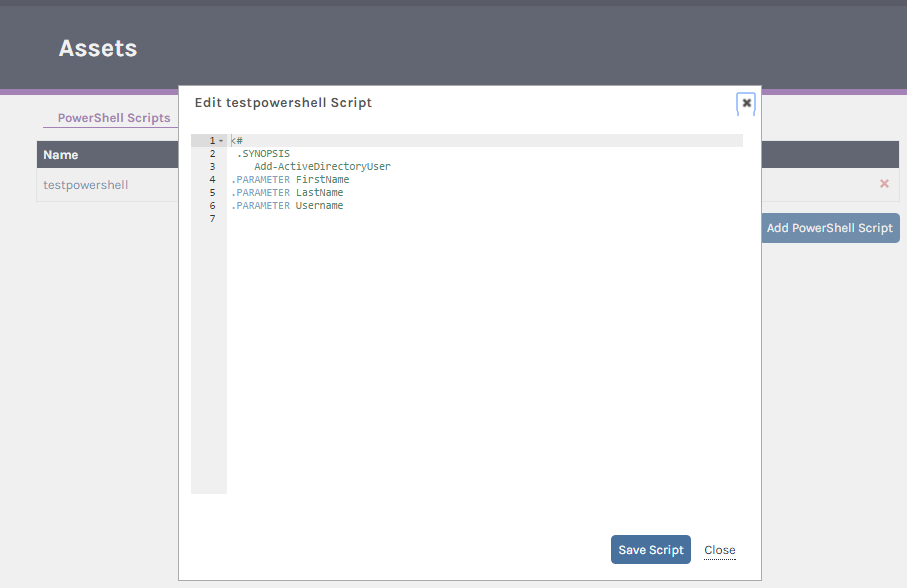 Assets
PowerShell Scripts
Name
testpowershell
Add PowerShell Script
Edit testpowershell Script
1 <#
2 .SYNOPSIS
3 Add-ActiveDirectoryUser
4 .PARAMETER FirstName
5 .PARAMETER LastName
6 .PARAMETER Username
7
Save Script
Close